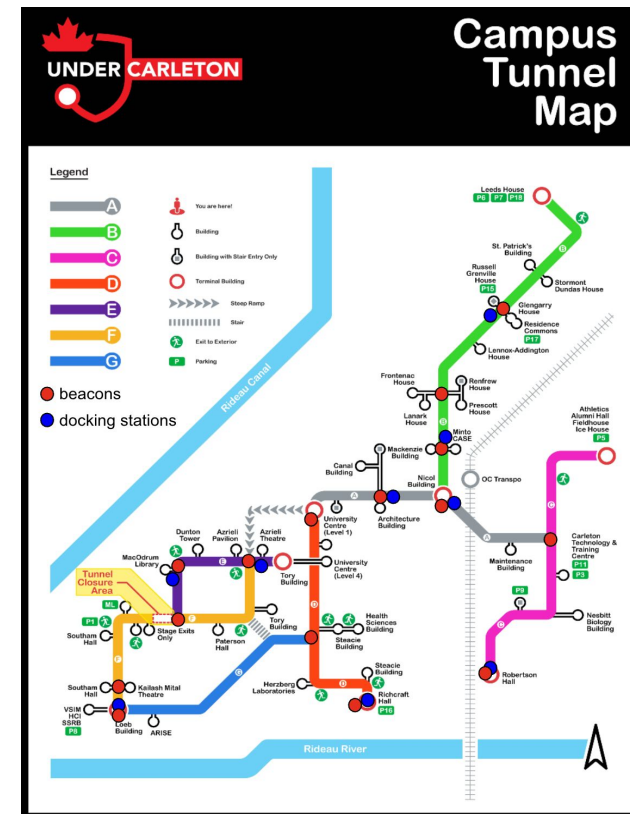 UNDER CARLETON
Campus
Tunnel
Map
Legend
A
B
C
D
E
F
G
You are here!
Building
Building with Stair Entry Only
Terminal Building
Steep Ramp
Stair
Exit to Exterior
P Parking
beacons
docking stations
Rideau Canal
Leeds House
P6 P7 P18
B
St. Patrick's
Building
Stormont
Dundas House
Russell
Grenville
House
P15
Glengarry
House
Residence
Commons
P17
Lennox-Addington
House
Frontenac
House
Renfrew
House
Lanark
House
Prescott
House
B
Minto
CASE
Mackenzie
Building
Canal
Building
Nicol
Building
OC Transpo
Athletics
Alumni Hall
Fieldhouse
Ice House
P5
C
A
Architecture
Building
University
Centre
(Level 1)
A
Maintenance
Building
Carleton
Technology &
Training
Centre
P11
P3
P9
C
Nesbitt
Biology
Building
Robertson
Hall
Dunton
Tower
Azrieli
Pavilion
Azrieli
Theatre
MacOdrum
Library
E
Tory
Building
University
Centre
(Level 4)
Tunnel
Closure
Area
ML
P1
Stage Exits
Only
F
Paterson
Hall
Tory
Building
D
Health
Sciences
Building
Steacie
Building
Southam
Hall
F
G
Steacie
Building
Herzberg
Laboratories
D
Richcraft
Hall
P16
Southam
Hall
Kailash Mital
Theatre
VSIM
HCI
SSRB
P8
Loeb
Building
ARISE
Rideau River